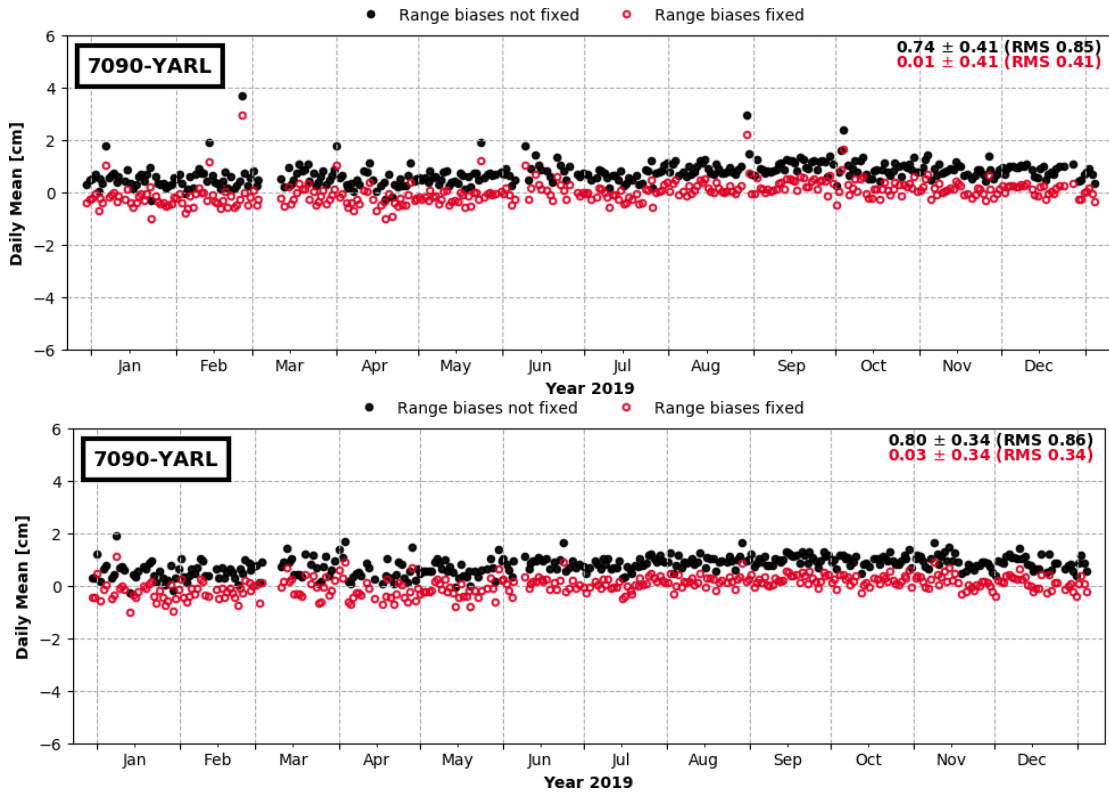 Range biases not fixed Range biases fixed
6
7090-YARL
0.74 ± 0.41 (RMS 0.85)
0.01 ± 0.41 (RMS 0.41)
4
2
0
−2
−4
−6
Daily Mean [cm]
Jan Feb Mar Apr May Jun Jul Aug Sep Oct Nov Dec
Year 2019
Range biases not fixed Range biases fixed
6
7090-YARL
0.80 ± 0.34 (RMS 0.86)
0.03 ± 0.34 (RMS 0.34)
4
2
0
−2
−4
−6
Daily Mean [cm]
Jan Feb Mar Apr May Jun Jul Aug Sep Oct Nov Dec
Year 2019